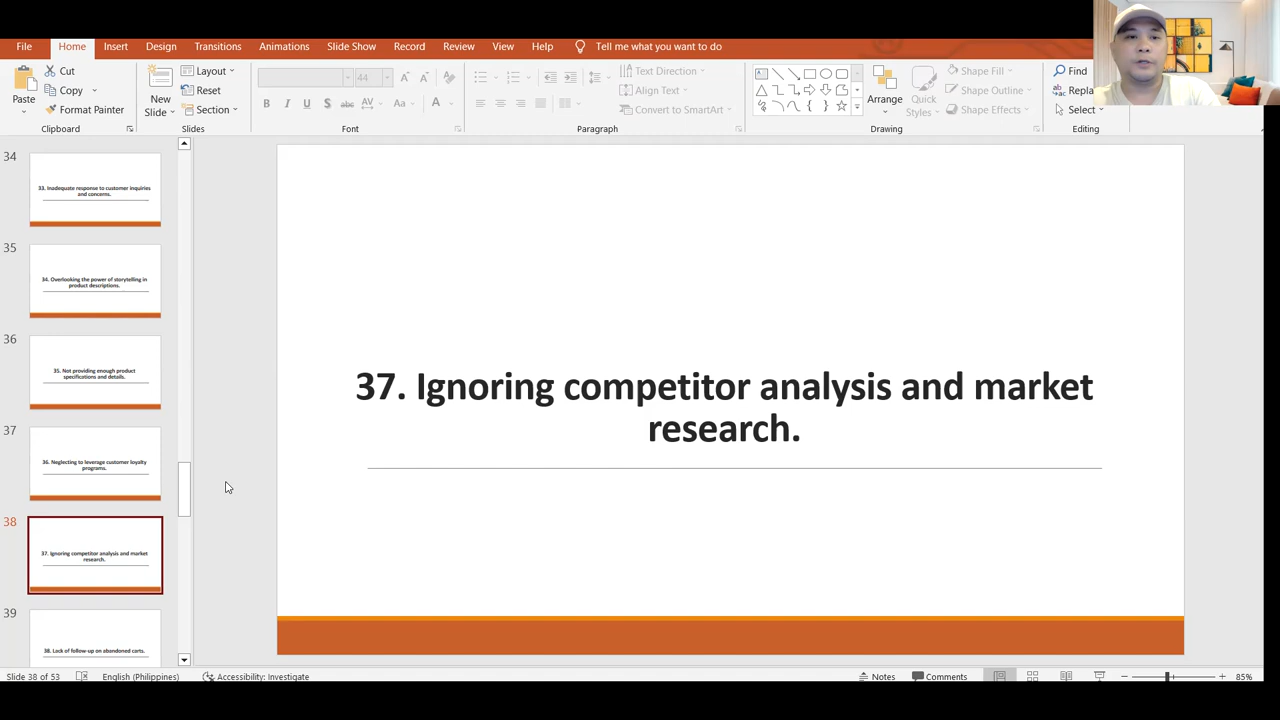 File Home Insert Design Transitions Animations Slide Show Record Review View Help Tell me what you want to do
Paste
Cut
Copy
Format Painter
Clipboard
New
Slide
Layout
Reset
Section
Slides
44
B I U S abc AV Aa A
Font
Text Direction
Align Text
Convert to SmartArt
Paragraph
Arrange
Quick
Styles
Shape Fill
Shape Outline
Shape Effects
Drawing
Find
Repla
Select
Editing
34
33. Inadequate response to customer inquiries
and concerns.
35
34. Overlooking the power of storytelling in
product descriptions.
36
35. Not providing enough product
specifications and details.
37
36. Neglecting to leverage customer loyalty
programs.
38
37. Ignoring competitor analysis and market
research.
39
38. Lack of follow-up on abandoned carts.
37. Ignoring competitor analysis and market
research.
Slide 38 of 53 English (Philippines) Accessibility: Investigate Notes Comments 85%